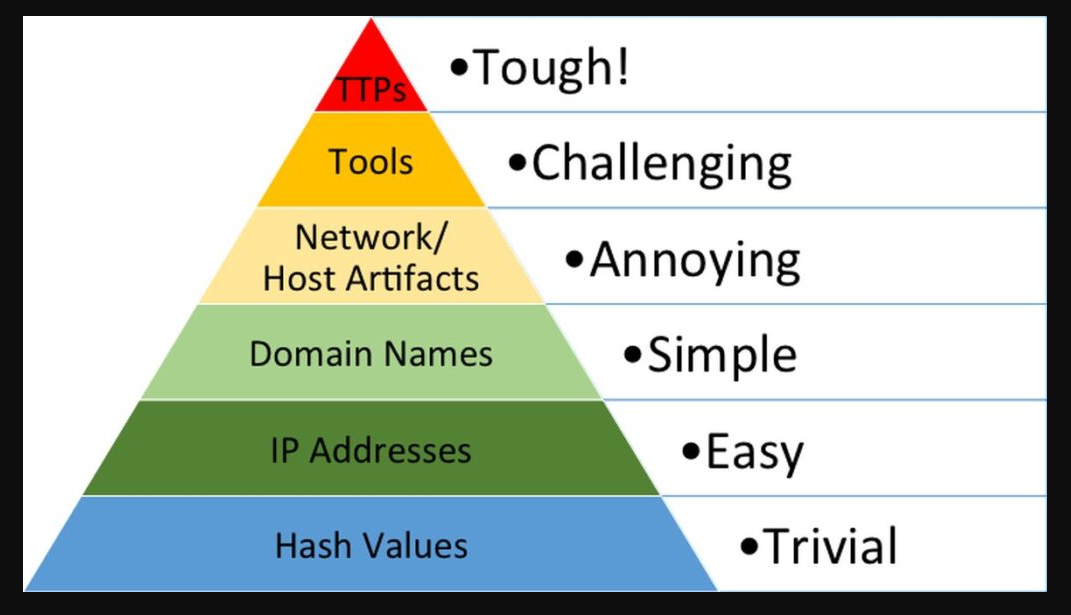 TTPs
•Tough!
Tools
•Challenging
Network/
Host Artifacts
•Annoying
Domain Names
•Simple
IP Addresses
•Easy
Hash Values
•Trivial